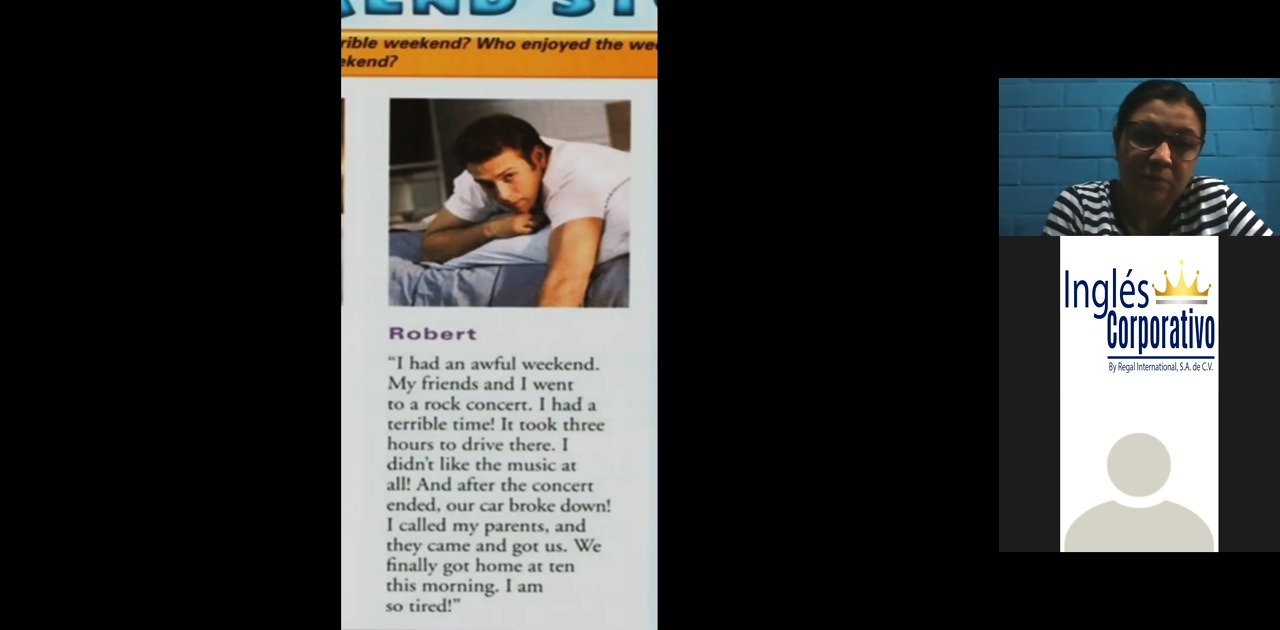 rible weekend? Who enjoyed the
ekend?
Robert
“I had an awful weekend.
My friends and I went
to a rock concert. I had a
terrible time! It took three
hours to drive there. I
didn't like the music at
all! And after the concert
ended, our car broke down!
I called my parents, and
they came and got us. We
finally got home at ten
this morning. I am
so tired!”
Inglés
Corporativo
By Regal International, S.A. de C.V.